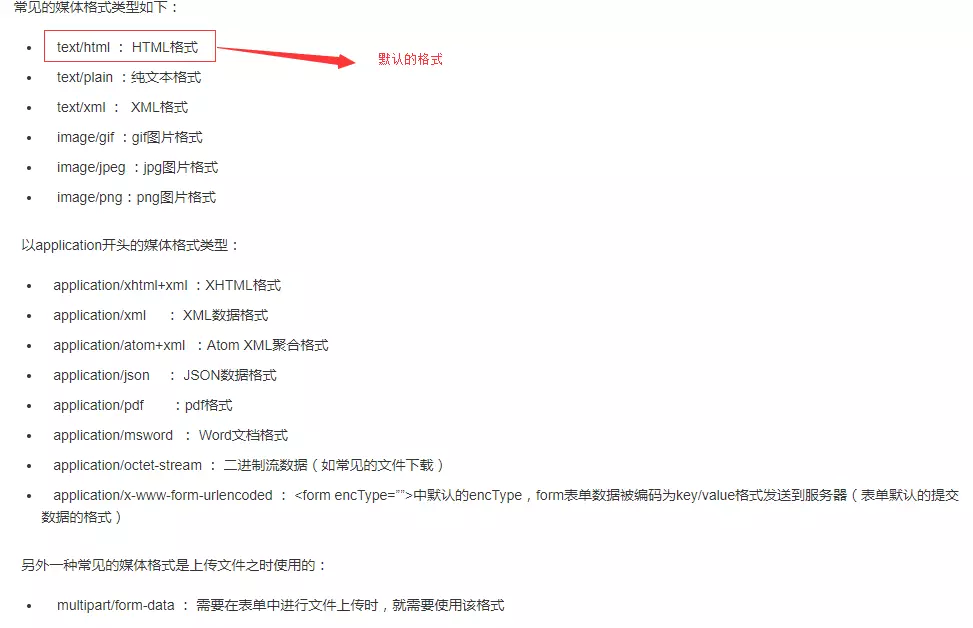 常见的媒体格式类型如下：
text/html ： HTML格式
默认的格式
text/plain ：纯文本格式
text/xml ： XML格式
image/gif ：gif图片格式
image/jpeg ：jpg图片格式
image/png：png图片格式
以application开头的媒体格式类型：
application/xhtml+xml ：XHTML格式
application/xml ： XML数据格式
application/atom+xml ：Atom XML聚合格式
application/json ： JSON数据格式
application/pdf ：pdf格式
application/msword ： Word文档格式
application/octet-stream ： 二进制流数据（如常见的文件下载）
application/x-www-form-urlencoded ： <form encType="">中默认的encType，form表单数据被编码为key/value格式发送到服务器（表单默认的提交
数据的格式）
另外一种常见的媒体格式是上传文件之时使用的：
multipart/form-data ： 需要在表单中进行文件上传时，就需要使用该格式